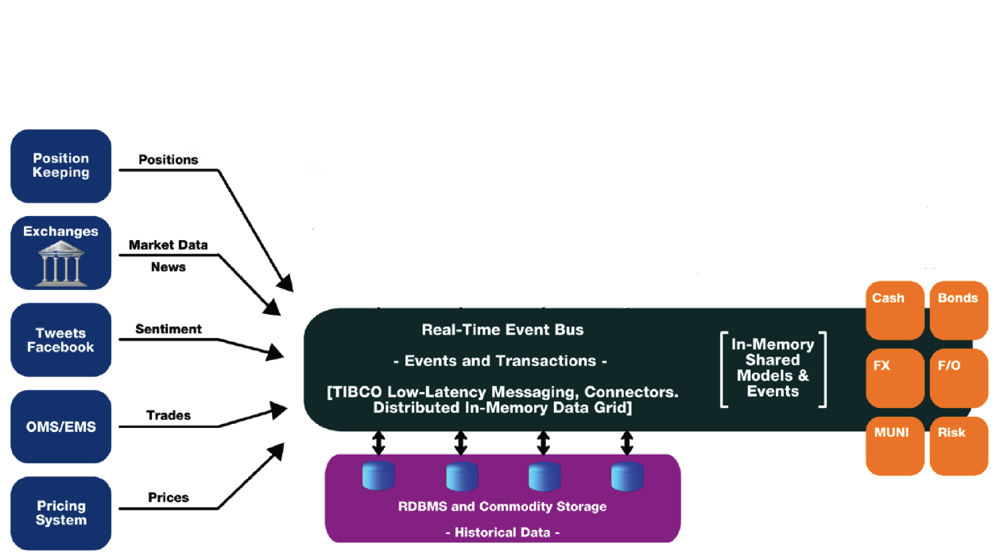 Position
Keeping
Positions
Exchanges
Market Data
News
Tweets
Facebook
Sentiment
OMS/EMS
Trades
Pricing
System
Prices
Real-Time Event Bus
- Events and Transactions -
[TIBCO Low-Latency Messaging, Connectors.
Distributed In-Memory Data Grid]
In-Memory
Shared
Models &
Events
RDBMS and Commodity Storage
- Historical Data -
Cash
Bonds
FX
F/O
MUNI
Risk